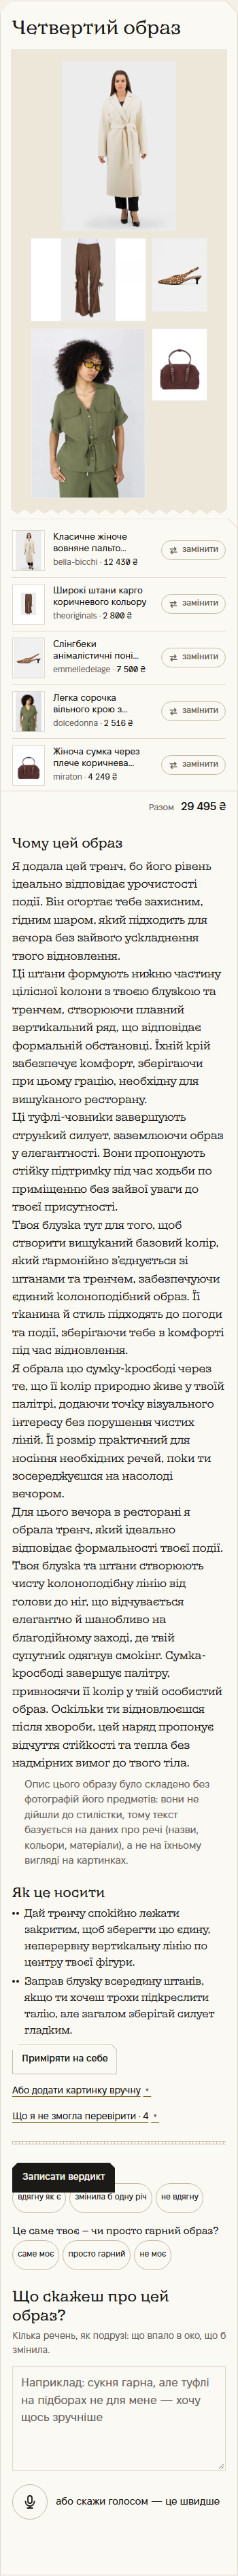 Четвертий образ
Класичне жіноче
вовняне пальто...
bella-bicchi · 12 430 ₴
замінити
Широкі штани карго
коричневого кольору
theoriginals · 2 800 ₴
замінити
Слінгбеки
анімалістичні поні...
emmeliedelage · 7 500 ₴
замінити
Легка сорочка
вільного крою з...
dolcedonna · 2 516 ₴
замінити
Жіноча сумка через
плече коричнева...
miraton · 4 249 ₴
замінити
Разом 29 495 ₴
Чому цей образ
Я додала цей тренч, бо його рівень
ідеально відповідає урочистості
події. Він огортає тебе захисним,
гідним шаром, який підходить для
вечора без зайвого ускладнення
твого відновлення.
Ці штани формують нижню частину
цілісної колони з твоєю блузкою та
тренчем, створюючи плавний
вертикальний ряд, що відповідає
формальній обстановці. Їхній крій
забезпечує комфорт, зберігаючи
при цьому грацію, необхідну для
вишуканого ресторану.
Ці туфлі-човники завершують
стрункий силует, заземлюючи образ
у елегантності. Вони пропонують
стійку підтримку під час ходьби по
приміщенню без зайвої уваги до
твоєї присутності.
Твоя блузка тут для того, щоб
створити вишуканий базовий колір,
який гармонійно з'єднується зі
штанами та тренчем, забезпечуючи
єдиний колоноподібний образ. Її
тканина й стиль підходять до погоди
та події, зберігаючи тебе в комфорті
під час відновлення.
Я обрала цю сумку-кросбоді через
те, що її колір природно живе у твоїй
палітрі, додаючи точку візуального
інтересу без порушення чистих
ліній. Її розмір практичний для
носіння необхідних речей, поки ти
зосереджуєшся на насолоді
вечором.
Для цього вечора в ресторані я
обрала тренч, який ідеально
відповідає формальності твоєї події.
Твоя блузка та штани створюють
чисту колоноподібну лінію від
голови до ніг, що відчувається
елегантно й шанобливо на
благодійному заході, де твій
супутник одягнув смокінг. Сумка-
кросбоді завершує палітру,
привносячи її колір у твій особистий
образ. Оскільки ти відновлюєшся
після хвороби, цей наряд пропонує
відчуття стійкості та тепла без
надмірних вимог до твого тіла.
Опис цього образу було складено без
фотографій його предметів: вони не
дійшли до стилістки, тому текст
базується на даних про речі (назви,
кольори, матеріали), а не на їхньому
вигляді на картинках.
Як це носити
•• Дай тренчу спокійно лежати
закритим, щоб зберегти цю єдину,
неперервну вертикальну лінію по
центру твоєї фігури.
•• Заправ блузку всередину штанів,
якщо ти хочеш трохи підкреслити
талію, але загалом зберігай силует
гладким.
Приміряти на себе
Або додати картинку вручну
Що я не змогла перевірити · 4
Записати вердикт
вдягну як є
змінила б одну річ
не вдягну
Це саме твоє – чи просто гарний образ?
саме моє
просто гарний
не моє
Що скажеш про цей
образ?
Кілька речень, як подрузі: що впало в око, що б
змінила.
Наприклад: сукня гарна, але туфлі
на підборах не для мене — хочу
щось зручніше
або скажи голосом — це швидше